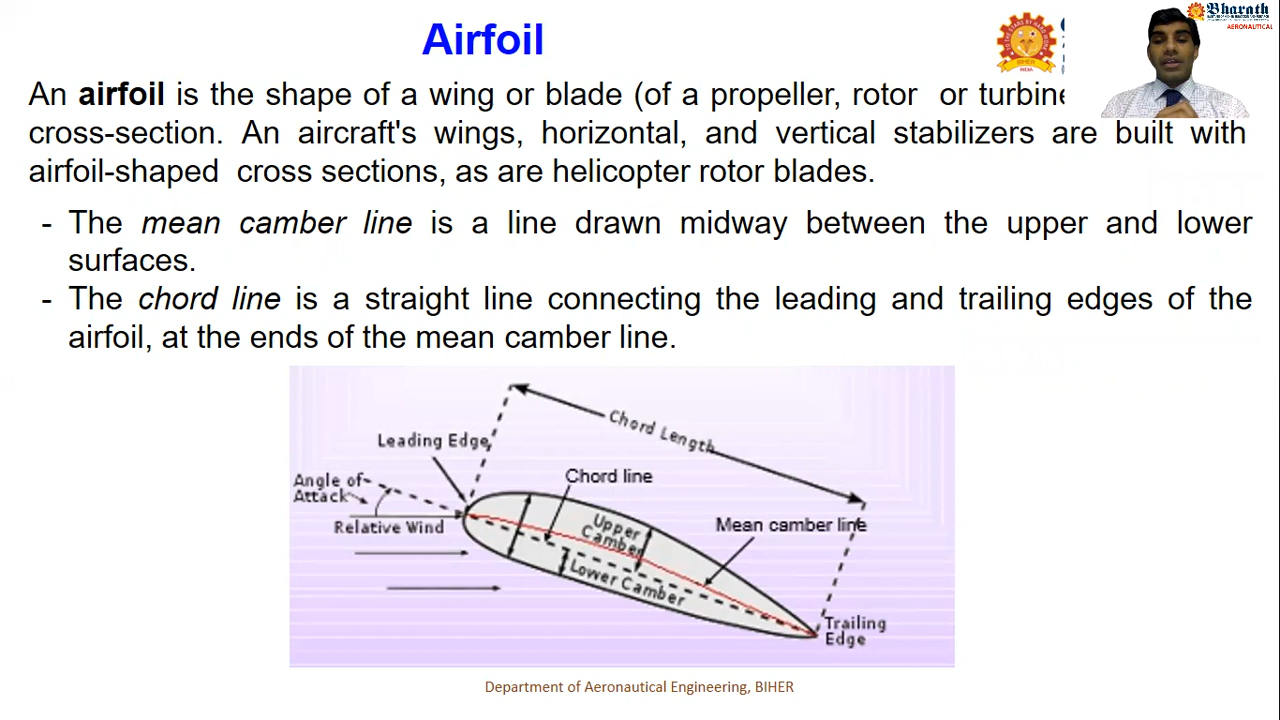 Airfoil
Bharath
AERONAUTICAL
BIHER
An airfoil is the shape of a wing or blade (of a propeller, rotor or turbine
cross-section. An aircraft's wings, horizontal, and vertical stabilizers are built with
airfoil-shaped cross sections, as are helicopter rotor blades.
- The mean camber line is a line drawn midway between the upper and lower
surfaces.
- The chord line is a straight line connecting the leading and trailing edges of the
airfoil, at the ends of the mean camber line.
Chord Length
Leading Edge
Chord line
Angle of
Attack
Relative Wind
Upper
Camber
Mean camber line
Lower Camber
Trailing
Edge
Department of Aeronautical Engineering, BIHER